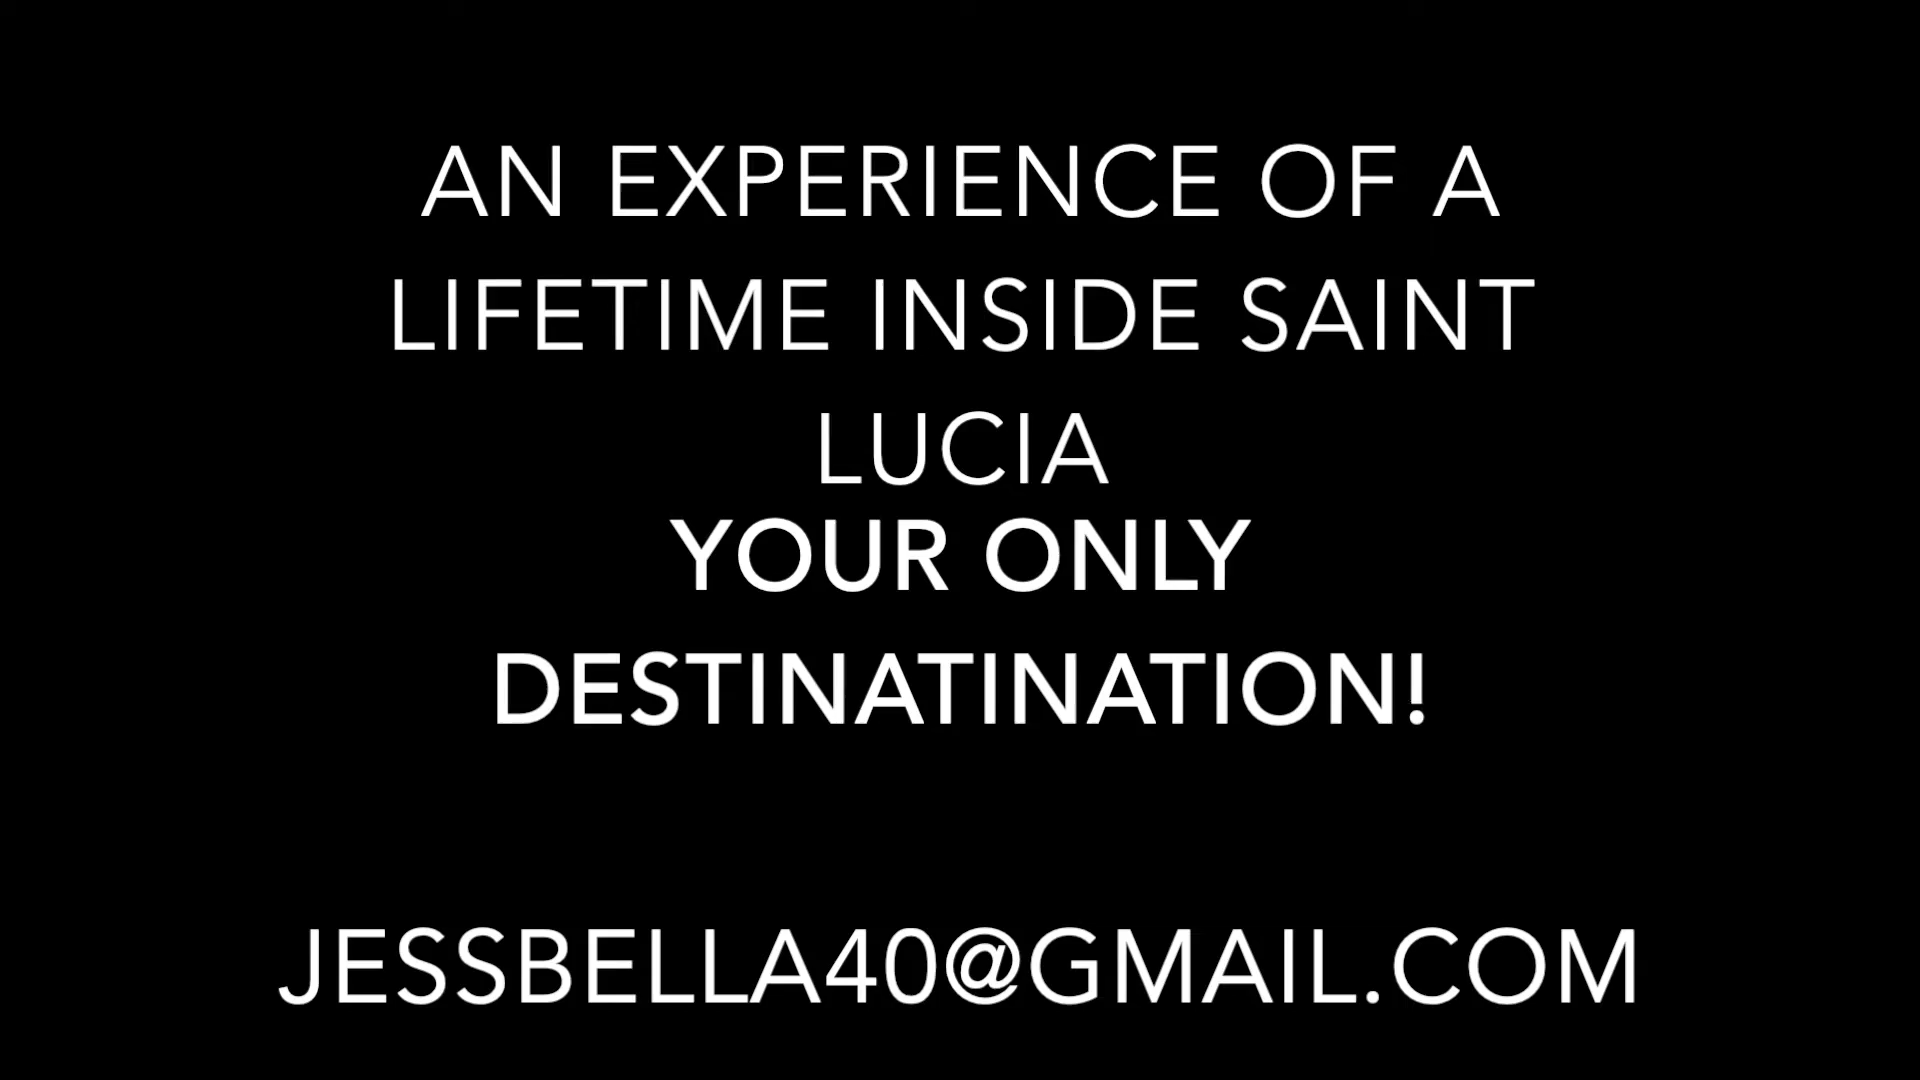 AN EXPERIENCE OF A
LIFETIME INSIDE SAINT
LUCIA
YOUR ONLY
DESTINATINATION!
JESSBELLA40@GMAIL.COM